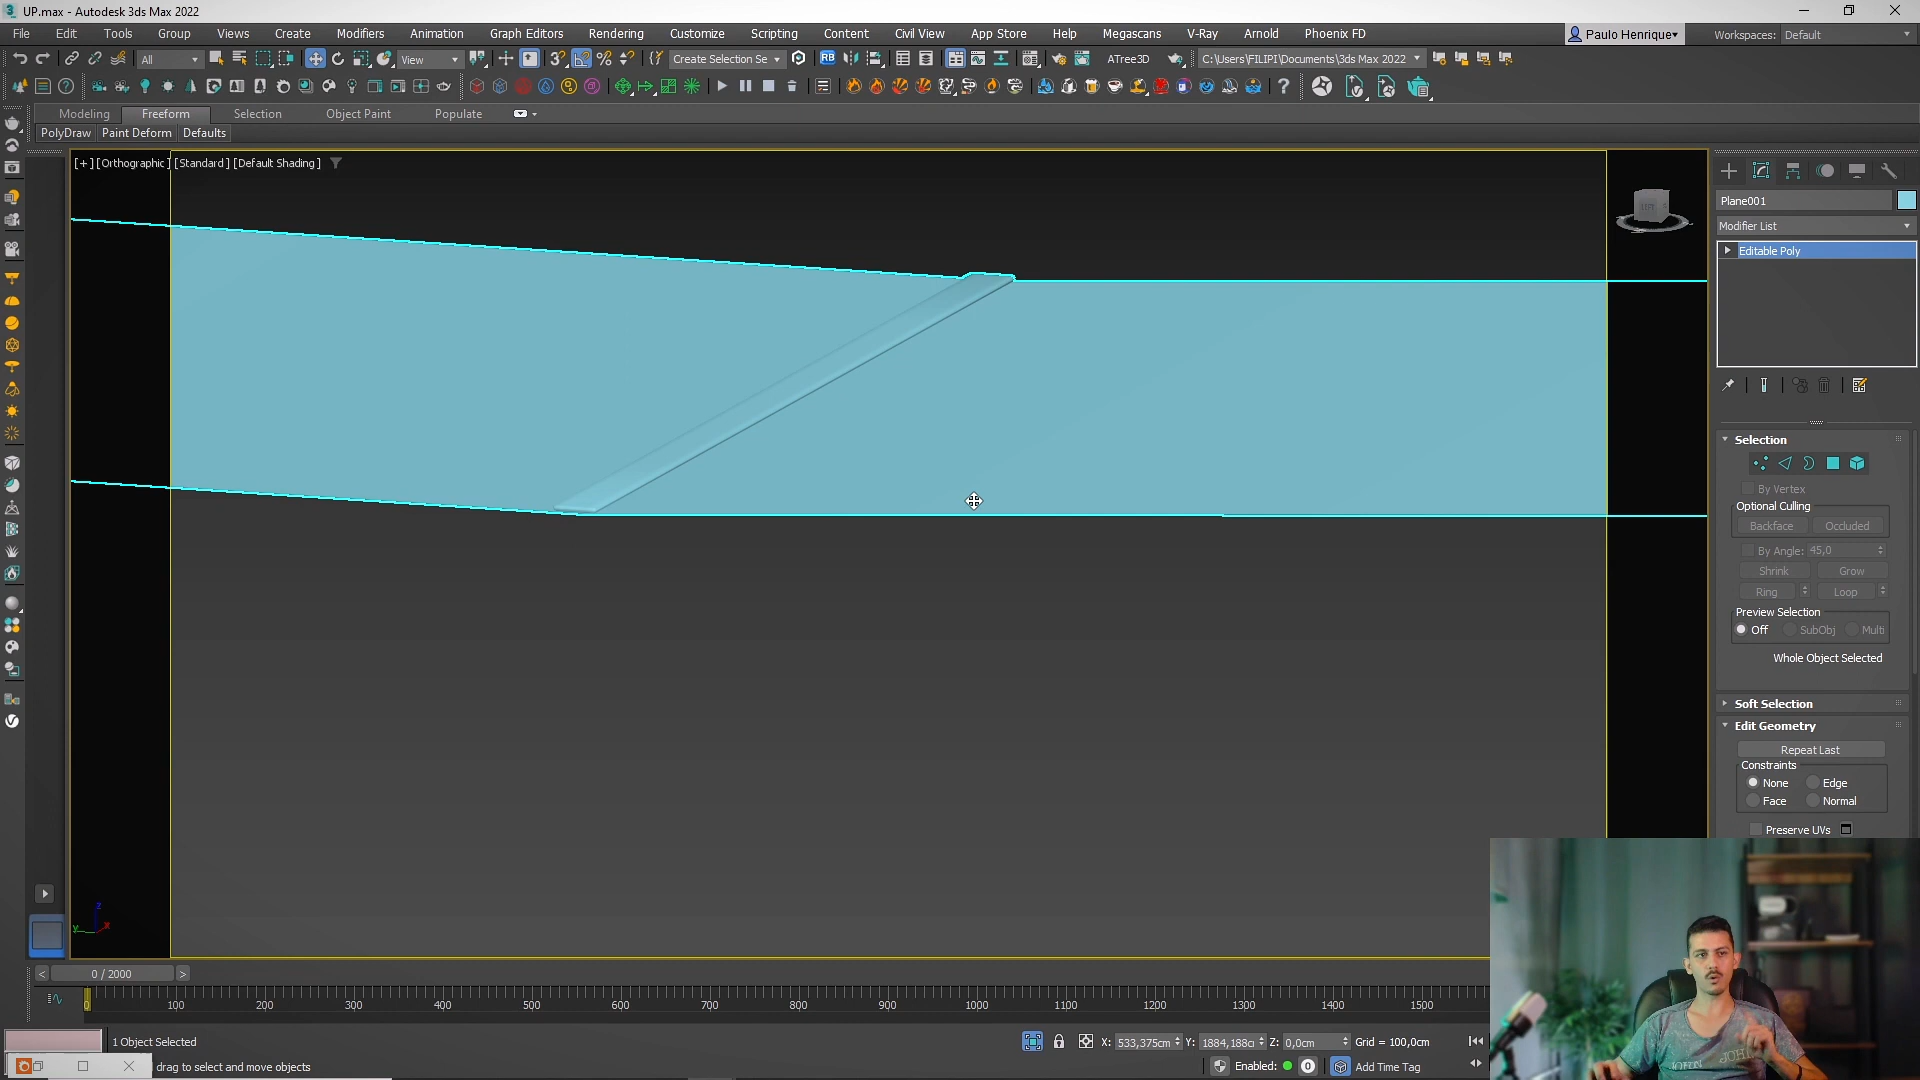 UP.max - Autodesk 3ds Max 2022
File Edit Tools Group Views Create Modifiers Animation Graph Editors Rendering Customize Scripting Content Civil View App Store Help Megascans V-Ray Arnold Phoenix FD Paulo Henrique Workspaces: Default
All View Create Selection Se RB ATree3D C:\Users\FILIPI\Documents\3ds Max 2022
Modeling Freeform Selection Object Paint Populate
PolyDraw Paint Deform Defaults
[+] [Orthographic] [Standard] [Default Shading]
Plane001
Modifier List
Editable Poly
Selection
By Vertex
Optional Culling
Backface Occluded
By Angle: 45,0
Shrink Grow
Ring Loop
Preview Selection
Off SubObj Multi
Whole Object Selected
Soft Selection
Edit Geometry
Repeat Last
Constraints
None Edge
Face Normal
Preserve UVs
z
y x
< 0 / 2000 >
0 100 200 300 400 500 600 700 800 900 1000 1100 1200 1300 1400 1500
1 Object Selected X: 533,375cm Y: 1884,188c Z: 0,0cm Grid = 100,0cm
drag to select and move objects Enabled: 0 Add Time Tag